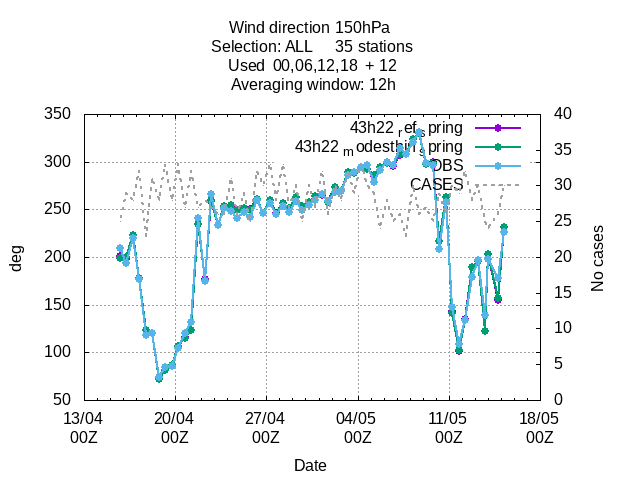 Wind direction 150hPa
Selection: ALL 35 stations
Used 00,06,12,18 + 12
Averaging window: 12h
43h22_ref_spring
43h22_modesthin_spring
OBS
CASES
deg
350
300
250
200
150
100
50
No cases
40
35
30
25
20
15
10
5
0
13/04 20/04 27/04 04/05 11/05 18/05
00Z 00Z 00Z 00Z 00Z 00Z
Date